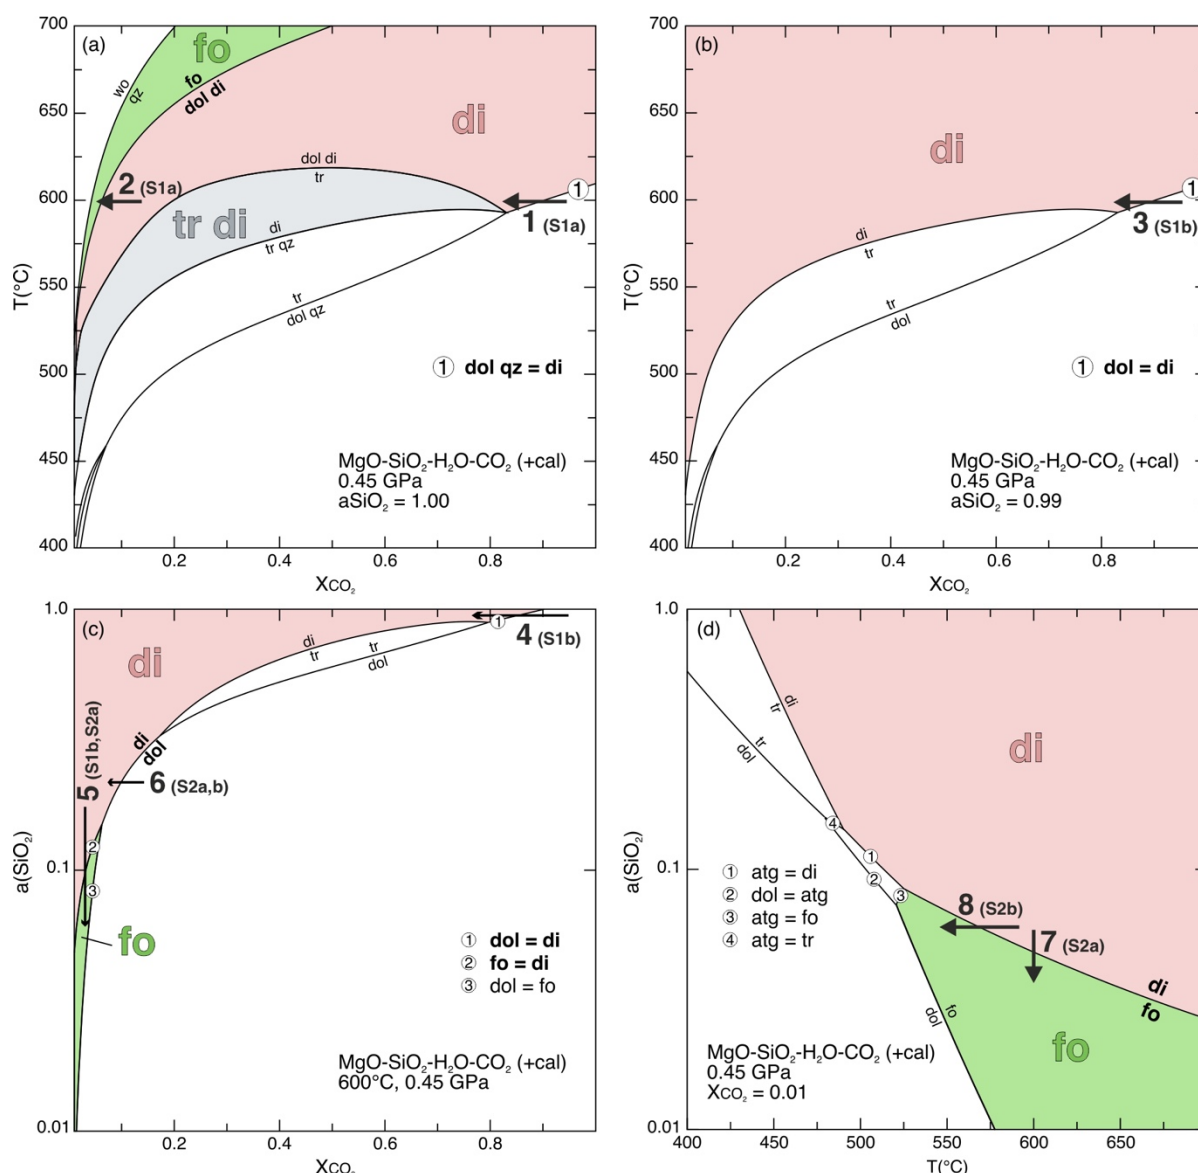 (a)
700
650
600
550
500
450
400
T(°C)
wo
qz
fo
fo
dol di
di
2 (S1a)
dol di
tr
tr di
di
tr qz
1
1 (S1a)
tr
dol qz
1 dol qz = di
MgO-SiO₂-H₂O-CO₂ (+cal)
0.45 GPa
aSiO₂ = 1.00
0.2 0.4 0.6 0.8
XCO₂
(b)
700
650
600
550
500
450
400
T(°C)
di
1
3 (S1b)
di
tr
tr
dol
1 dol = di
MgO-SiO₂-H₂O-CO₂ (+cal)
0.45 GPa
aSiO₂ = 0.99
0.2 0.4 0.6 0.8
XCO₂
(c)
1.0
0.1
0.01
a(SiO₂)
di
di
tr
tr
dol
1
4 (S1b)
di
dol
5 (S1b,S2a)
6 (S2a,b)
2
3
fo
1 dol = di
2 fo = di
3 dol = fo
MgO-SiO₂-H₂O-CO₂ (+cal)
600°C, 0.45 GPa
0.2 0.4 0.6 0.8
XCO₂
(d)
1.0
0.1
0.01
a(SiO₂)
di
tr
tr
dol
di
4
1
2
3
1 atg = di
2 dol = atg
3 atg = fo
4 atg = tr
8 (S2b)
7 (S2a)
di
fo
fo
dol
fo
MgO-SiO₂-H₂O-CO₂ (+cal)
0.45 GPa
XCO₂ = 0.01
400 450 500 550 600 650
T(°C)